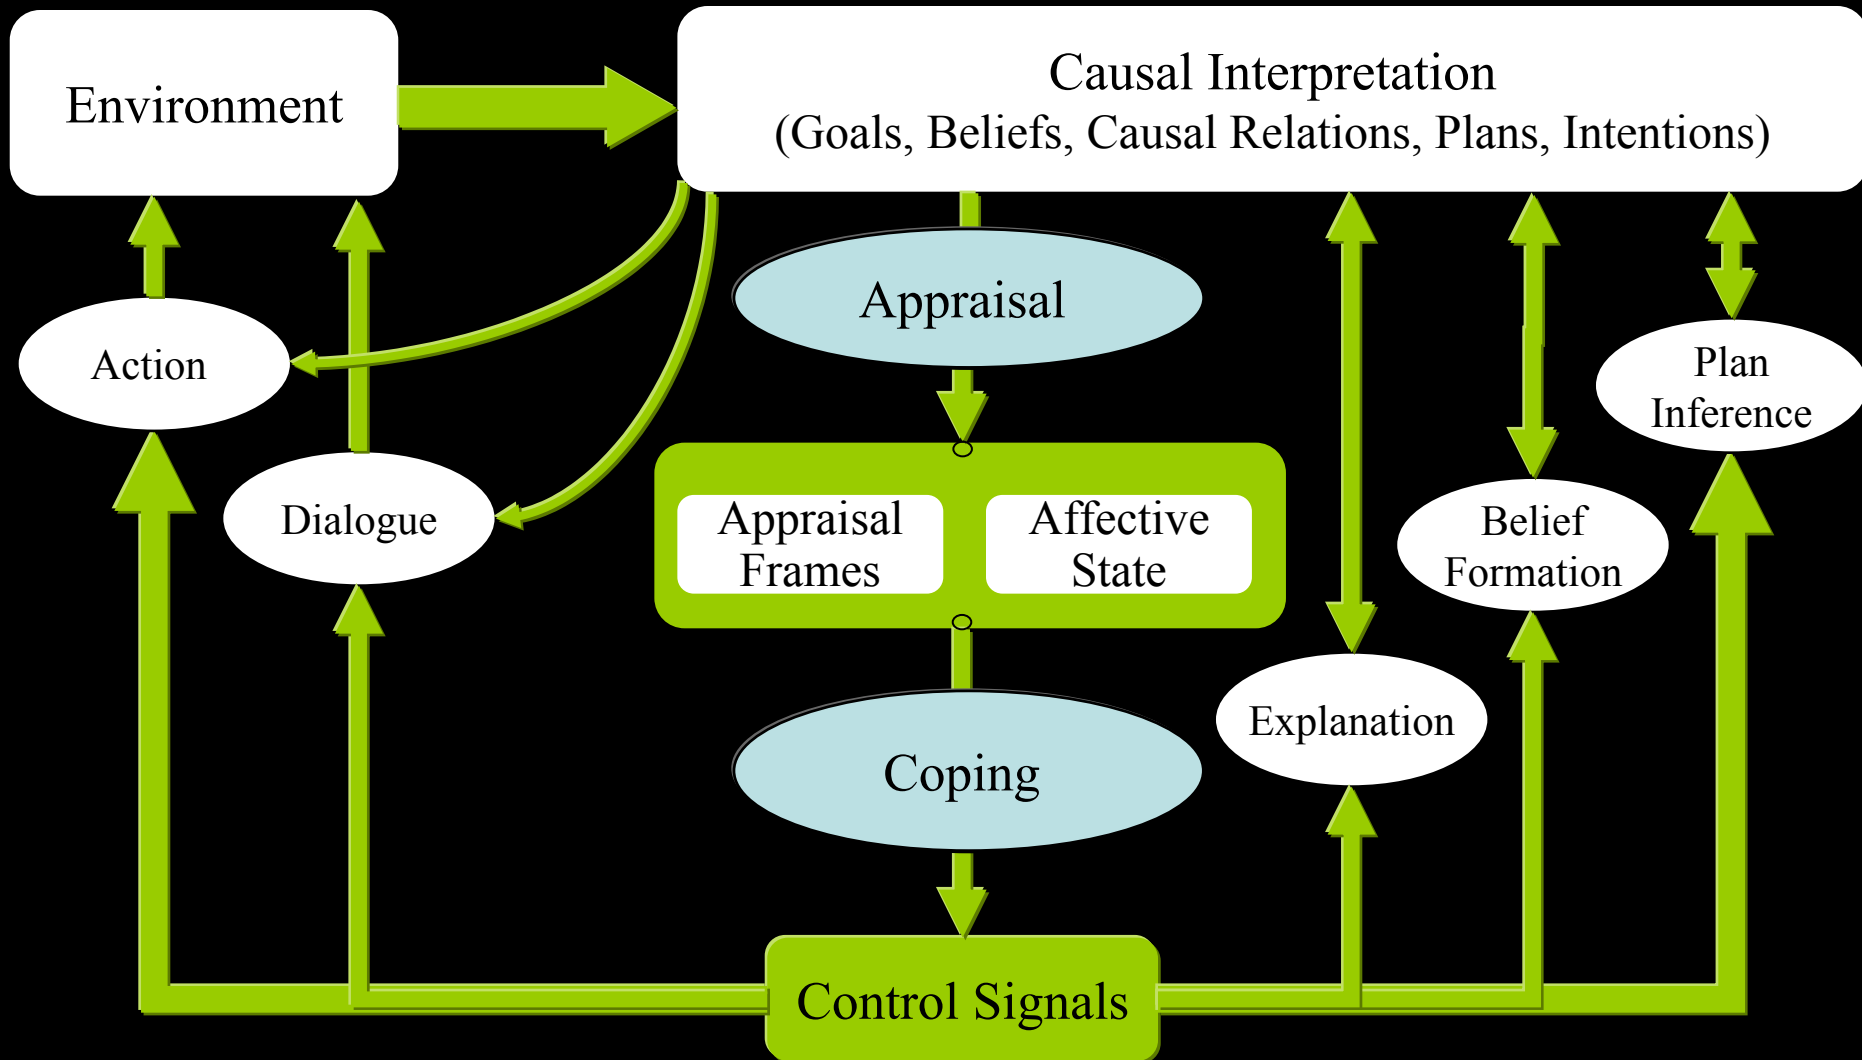 Environment
Causal Interpretation
(Goals, Beliefs, Causal Relations, Plans, Intentions)
Appraisal
Action
Plan
Inference
Dialogue
Appraisal
Frames
Affective
State
Belief
Formation
Explanation
Coping
Control Signals